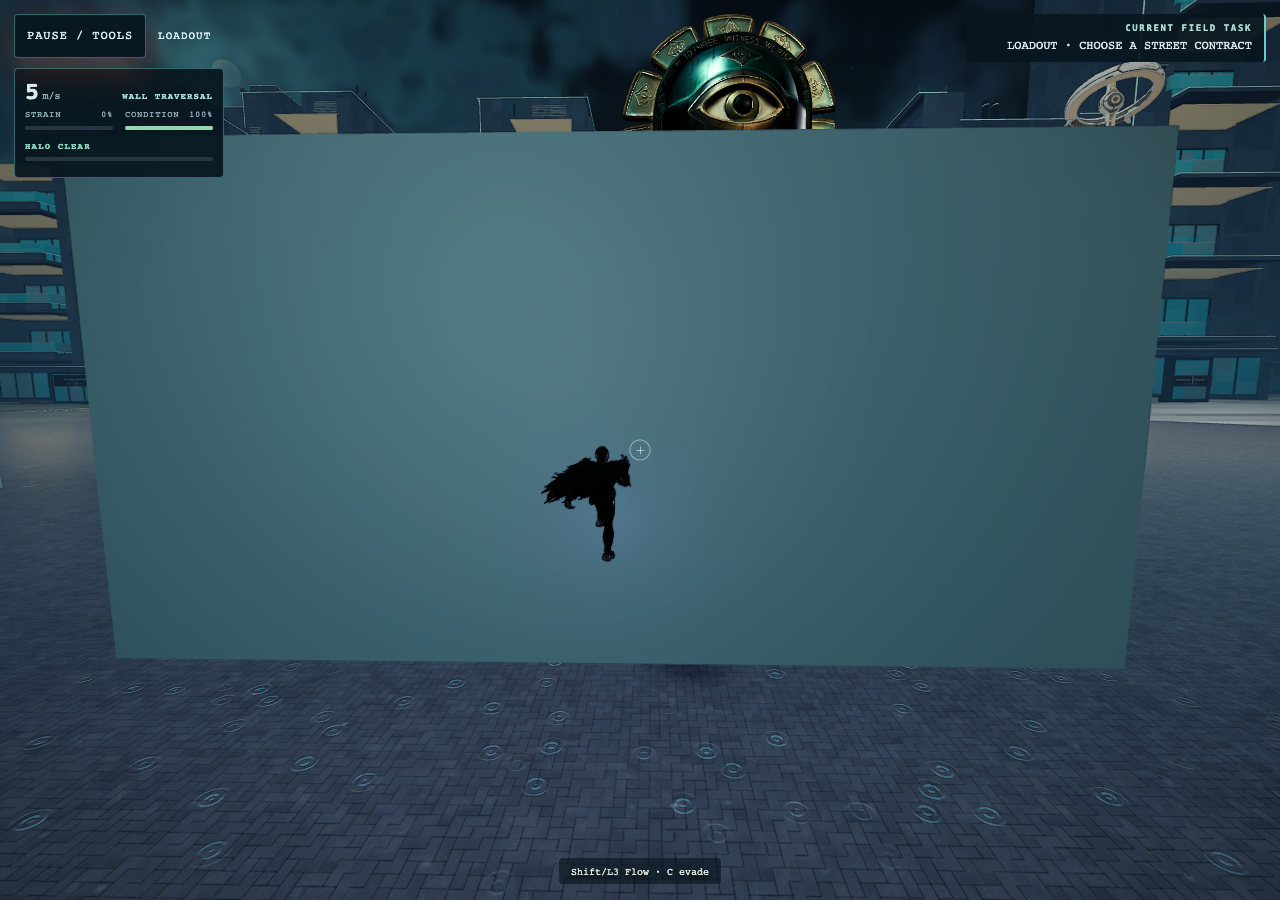 PAUSE / TOOLS
LOADOUT
CURRENT FIELD TASK
LOADOUT · CHOOSE A STREET CONTRACT
5 m/s
WALL TRAVERSAL
STRAIN 0%
CONDITION 100%
HALO CLEAR
Shift/L3 Flow · C evade